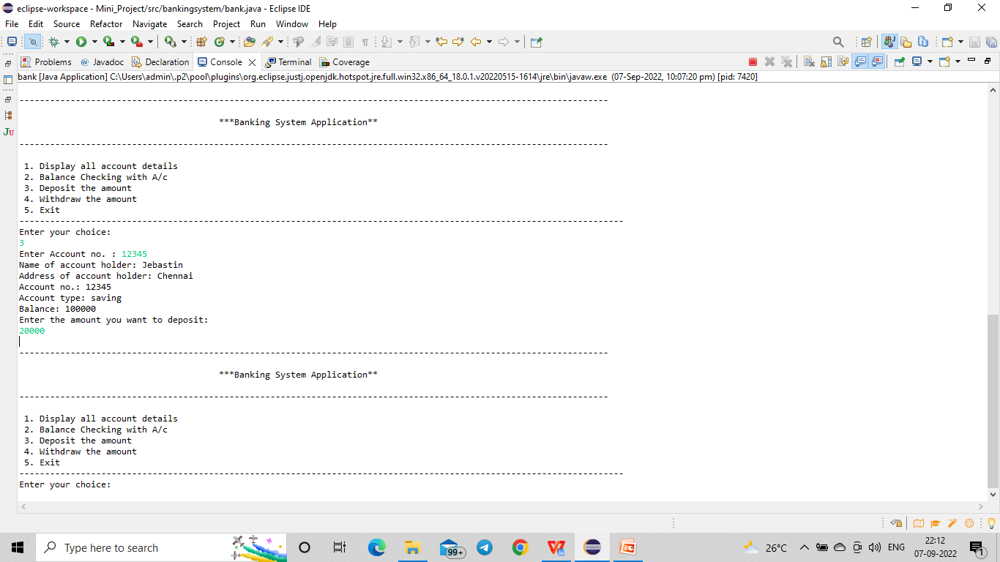 eclipse-workspace - Mini_Project/src/bankingsystem/bank.java - Eclipse IDE
File Edit Source Refactor Navigate Search Project Run Window Help
Problems @ Javadoc Declaration Console Terminal Coverage
bank [Java Application] C:\Users\admin\.p2\pool\plugins\org.eclipse.justj.openjdk.hotspot.jre.full.win32.x86_64_18.0.1.v20220515-1614\jre\bin\javaw.exe (07-Sep-2022, 10:07:20 pm) [pid: 7420]
-------------------------------------------------------------------------------------------------------------------
***Banking System Application**
-------------------------------------------------------------------------------------------------------------------
1. Display all account details
2. Balance Checking with A/c
3. Deposit the amount
4. Withdraw the amount
5. Exit
----------------------------------------------------------------------------------------------------------------------
Enter your choice:
3
Enter Account no. : 12345
Name of account holder: Jebastin
Address of account holder: Chennai
Account no.: 12345
Account type: saving
Balance: 100000
Enter the amount you want to deposit:
20000
-------------------------------------------------------------------------------------------------------------------
***Banking System Application**
-------------------------------------------------------------------------------------------------------------------
1. Display all account details
2. Balance Checking with A/c
3. Deposit the amount
4. Withdraw the amount
5. Exit
----------------------------------------------------------------------------------------------------------------------
Enter your choice:
Type here to search
99+
26°C
ENG
22:12
07-09-2022
1